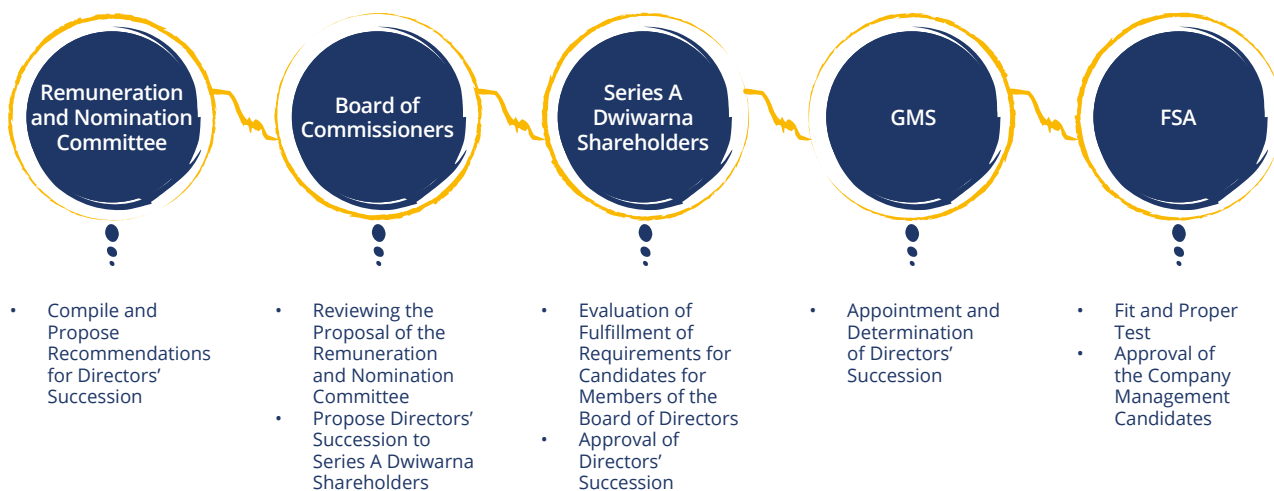 Remuneration
and Nomination
Committee
Board of
Commissioners
Series A
Dwiwarna
Shareholders
GMS
FSA
• Compile and
Propose
Recommendations
for Directors’
Succession
• Reviewing the
Proposal of the
Remuneration
and Nomination
Committee
• Propose Directors’
Succession to
Series A Dwiwarna
Shareholders
• Evaluation of
Fulfillment of
Requirements for
Candidates for
Members of the
Board of Directors
• Approval of
Directors’
Succession
• Appointment and
Determination
of Directors’
Succession
• Fit and Proper
Test
• Approval of
the Company
Management
Candidates